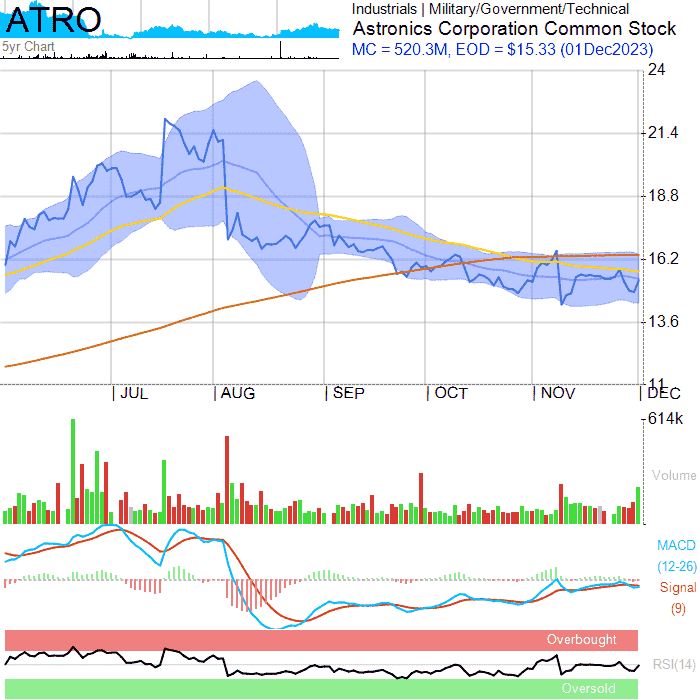 ATRO
5yr Chart
Industrials | Military/Government/Technical
Astronics Corporation Common Stock
MC = 520.3M, EOD = $15.33 (01Dec2023)
24
21.4
18.8
16.2
13.6
11
JUL AUG SEP OCT NOV DEC
614k
Volume
MACD
(12-26)
Signal
(9)
Overbought
RSI(14)
Oversold